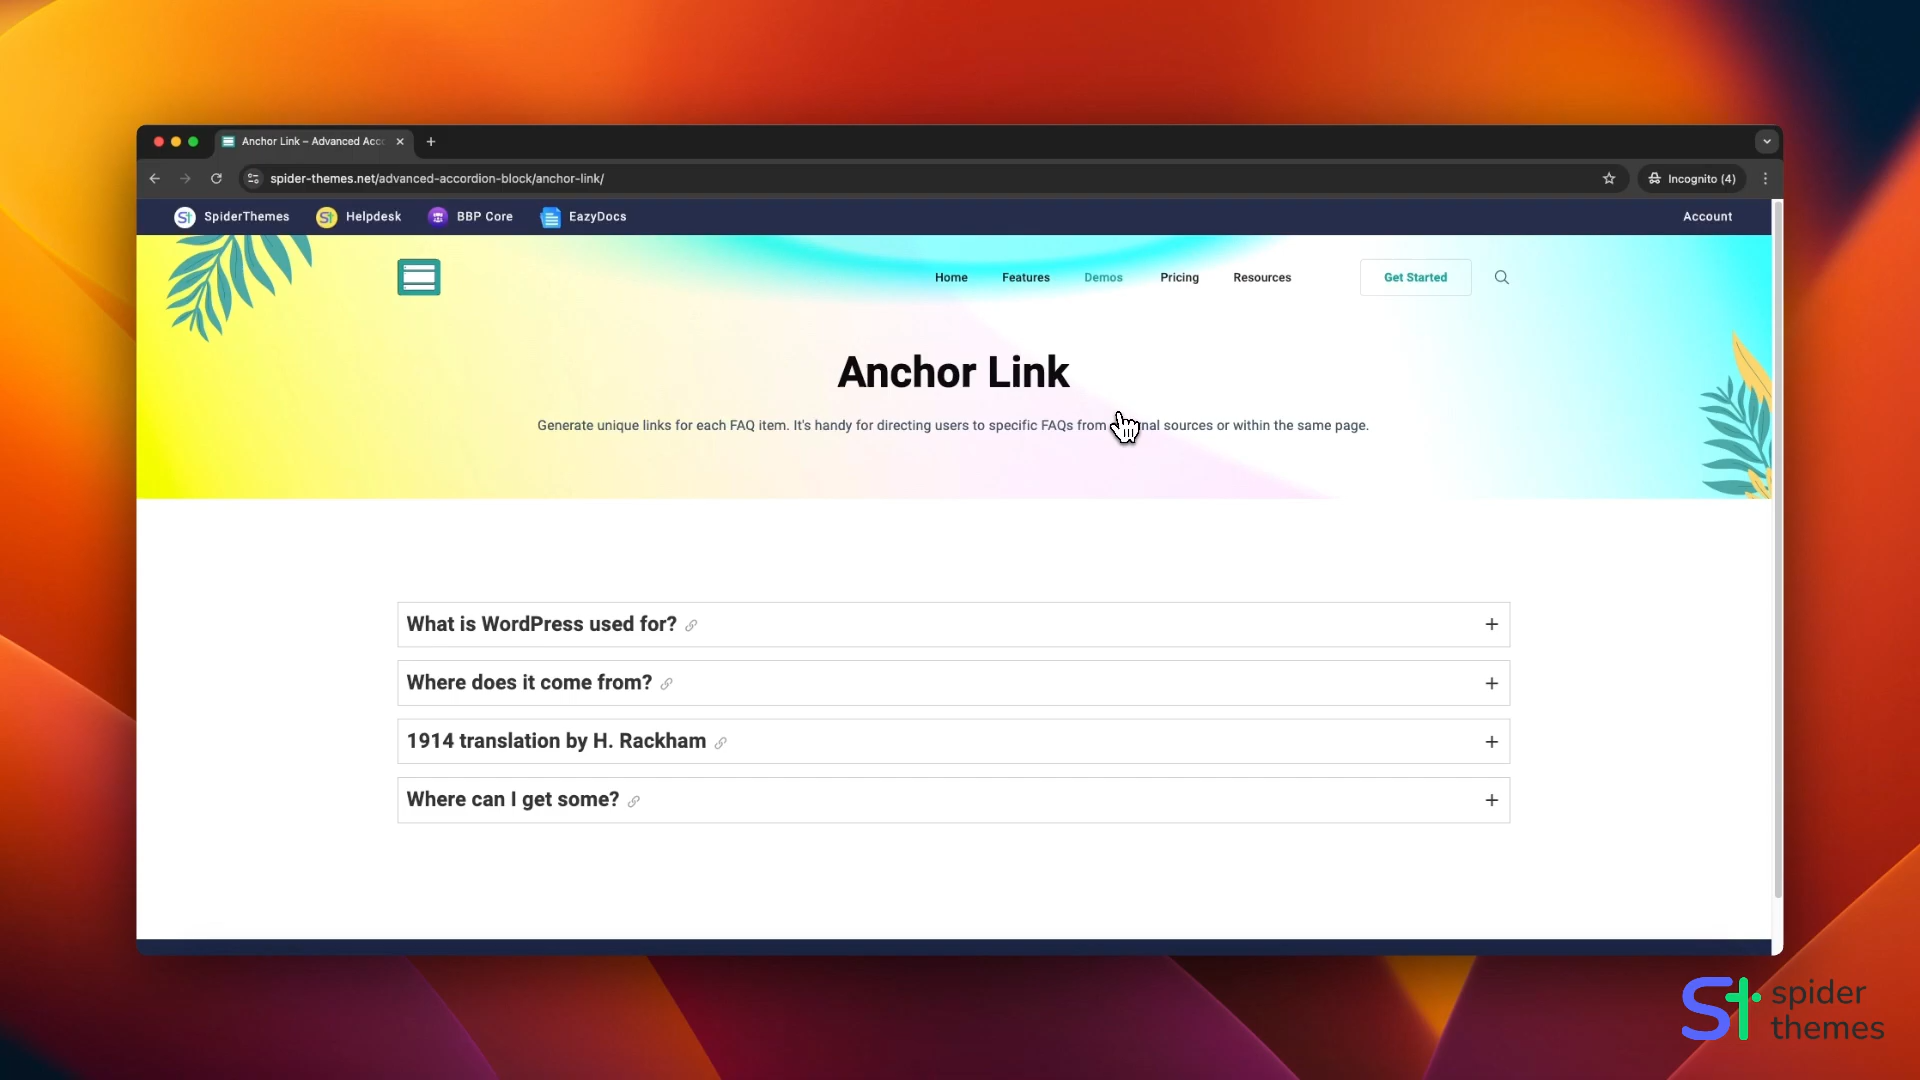 Anchor Link – Advanced Acc
spider-themes.net/advanced-accordion-block/anchor-link/
Incognito (4)
SpiderThemes Helpdesk BBP Core EazyDocs Account
Home Features Demos Pricing Resources Get Started
Anchor Link
Generate unique links for each FAQ item. It's handy for directing users to specific FAQs from nal sources or within the same page.
What is WordPress used for?
Where does it come from?
1914 translation by H. Rackham
Where can I get some?
spider
themes